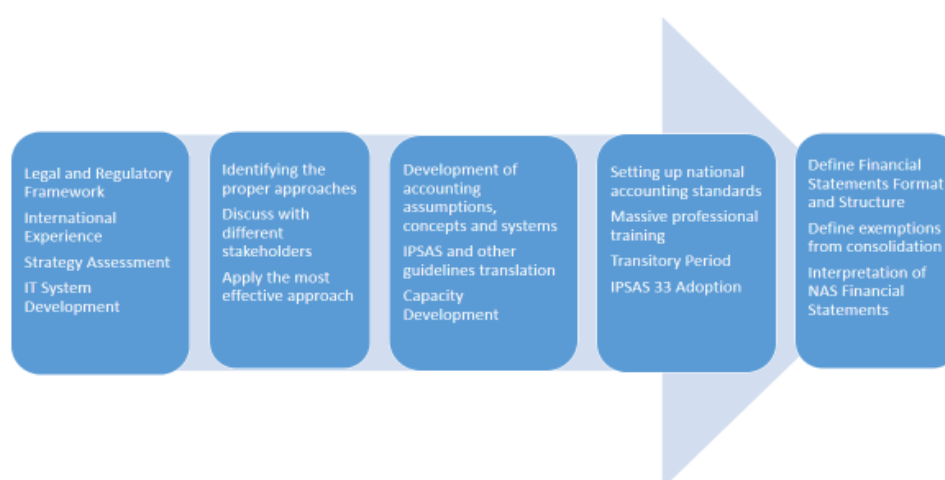 Legal and Regulatory
Framework
International
Experience
Strategy Assessment
IT System
Development
Identifying the
proper approaches
Discuss with
different
stakeholders
Apply the most
effective approach
Development of
accounting
assumptions,
concepts and systems
IPSAS and other
guidelines translation
Capacity
Development
Setting up national
accounting standards
Massive professional
training
Transitory Period
IPSAS 33 Adoption
Define Financial
Statements Format
and Structure
Define exemptions
from consolidation
Interpretation of
NAS Financial
Statements